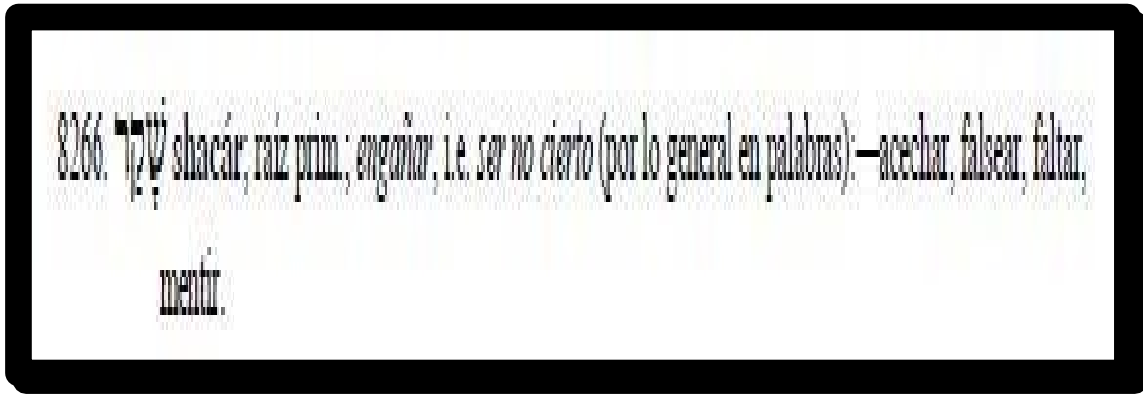 8266. שָׁקַר shacár; raíz prim.; engañar, i.e. ser no cierto (por lo general en palabras):—acechar, falsear, faltar,
mentir.